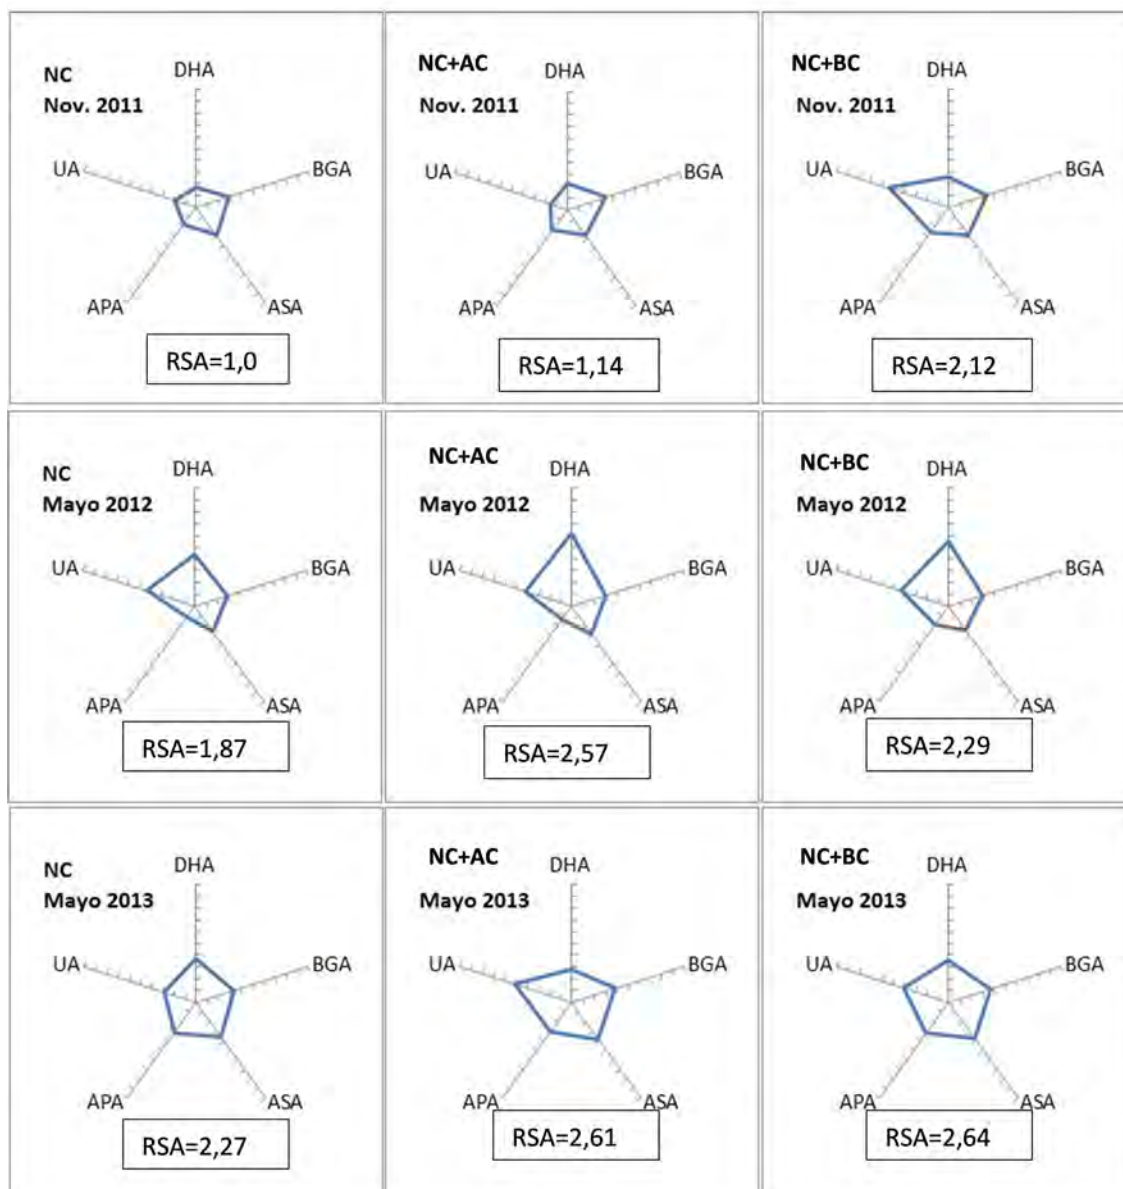 NC
Nov. 2011
DHA
UA
BGA
APA
ASA
RSA=1,0
NC+AC
Nov. 2011
DHA
UA
BGA
APA
ASA
RSA=1,14
NC+BC
Nov. 2011
DHA
UA
BGA
APA
ASA
RSA=2,12
NC
Mayo 2012
DHA
UA
BGA
APA
ASA
RSA=1,87
NC+AC
Mayo 2012
DHA
UA
BGA
APA
ASA
RSA=2,57
NC+BC
Mayo 2012
DHA
UA
BGA
APA
ASA
RSA=2,29
NC
Mayo 2013
DHA
UA
BGA
APA
ASA
RSA=2,27
NC+AC
Mayo 2013
DHA
UA
BGA
APA
ASA
RSA=2,61
NC+BC
Mayo 2013
DHA
UA
BGA
APA
ASA
RSA=2,64